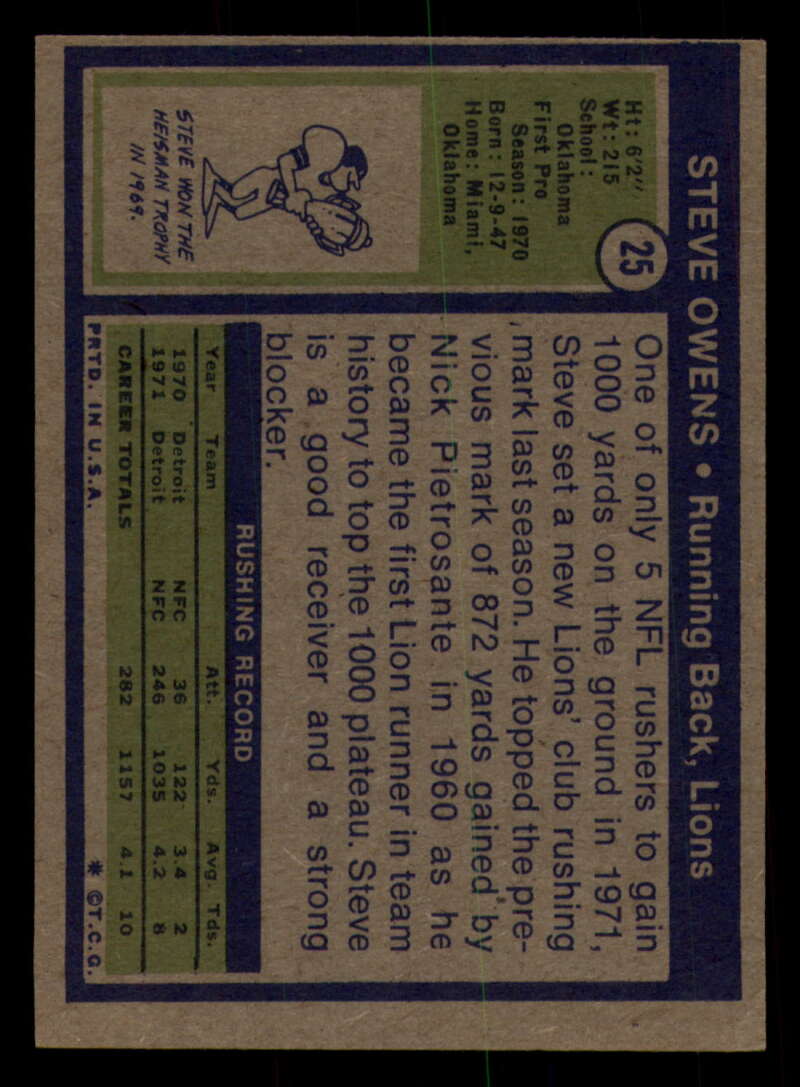 STEVE OWENS • Running Back, Lions
25
Ht: 6'2"
Wt: 215
School:
Oklahoma
First Pro
Season: 1970
Born: 12-9-47
Home: Miami,
Oklahoma
STEVE WON THE
HEISMAN TROPHY
IN 1969.
One of only 5 NFL rushers to gain
1000 yards on the ground in 1971,
Steve set a new Lions' club rushing
mark last season. He topped the pre-
vious mark of 872 yards gained by
Nick Pietrosante in 1960 as he
became the first Lion runner in team
history to top the 1000 plateau. Steve
is a good receiver and a strong
blocker.
RUSHING RECORD
Year Team Att. Yds. Avg. Tds.
1970 Detroit NFC 36 122 3.4 2
1971 Detroit NFC 246 1035 4.2 8
CAREER TOTALS 282 1157 4.1 10
PRTD. IN U.S.A. * ©T.C.G.